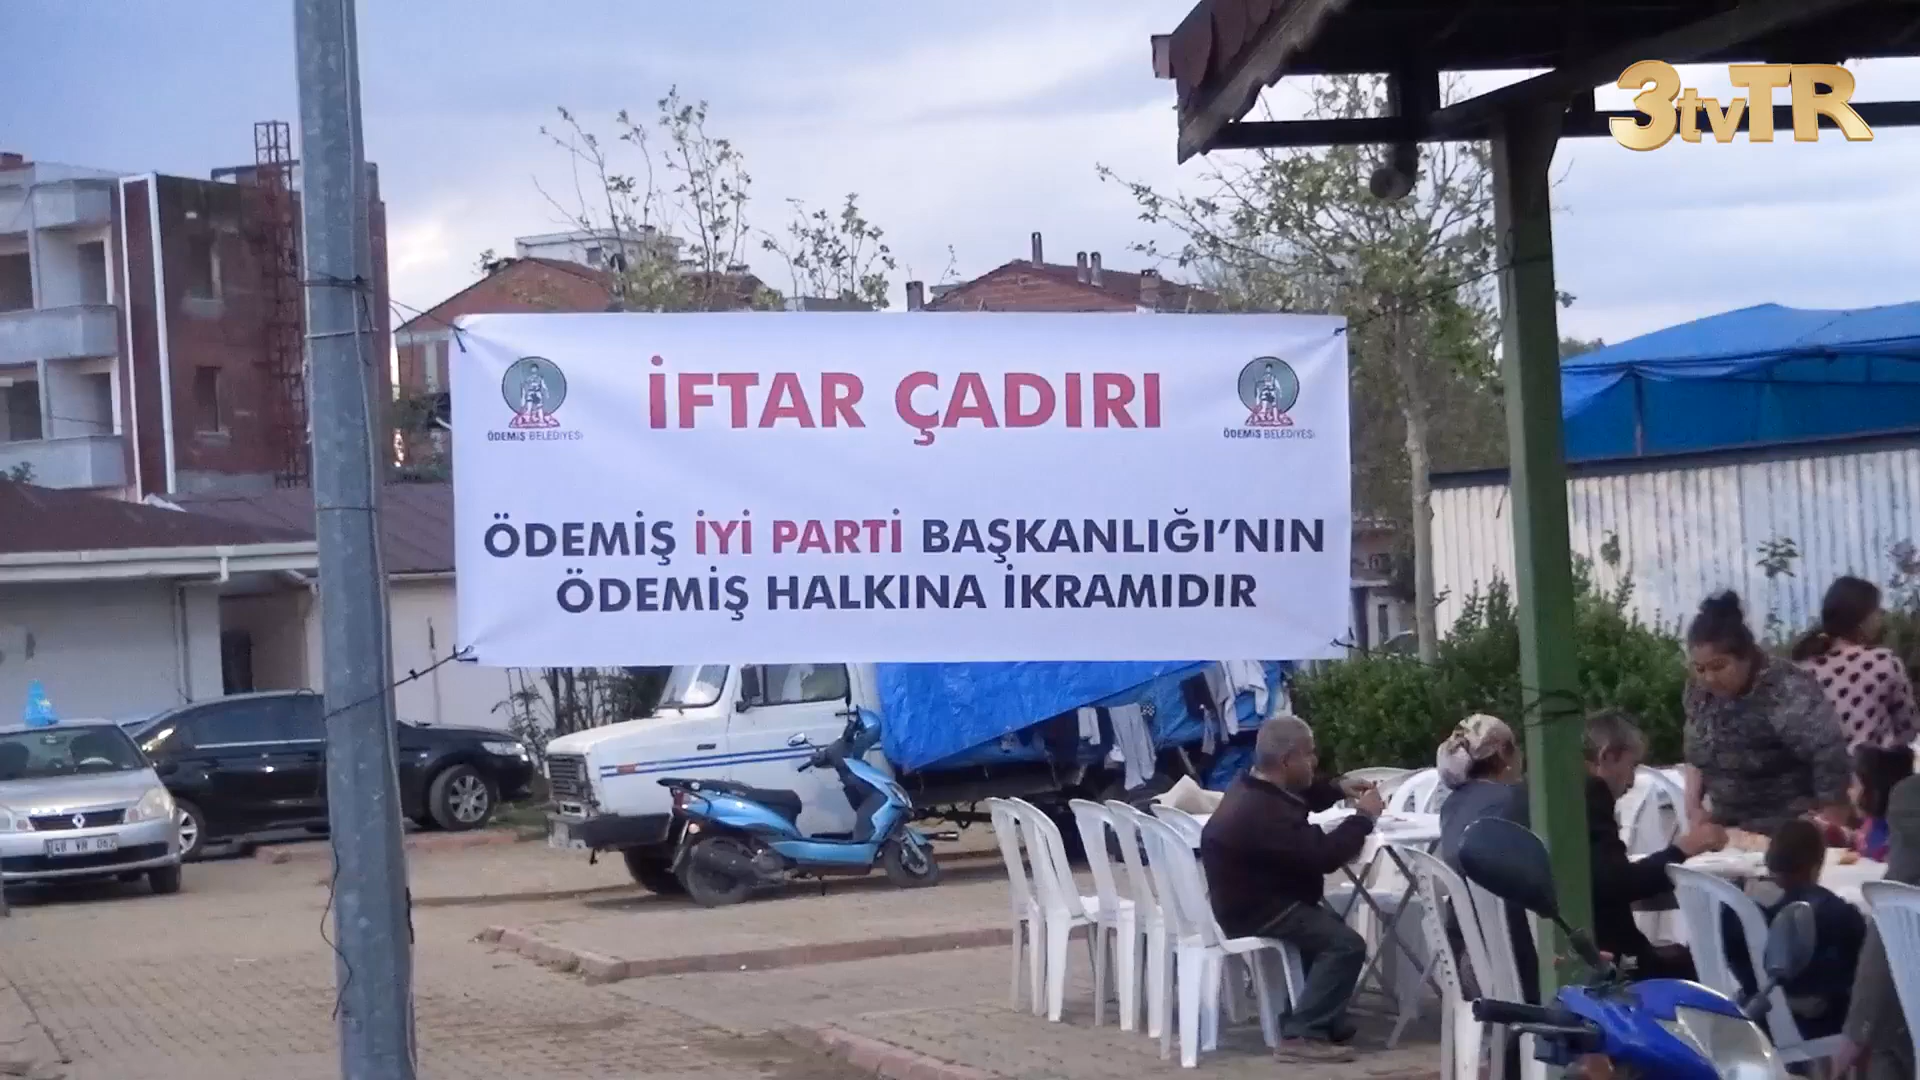 3tvTR
İFTAR ÇADIRI
ÖDEMİŞ BELEDİYESİ
ÖDEMİŞ BELEDİYESİ
ÖDEMİŞ İYİ PARTİ BAŞKANLIĞI'NIN
ÖDEMİŞ HALKINA İKRAMIDIR